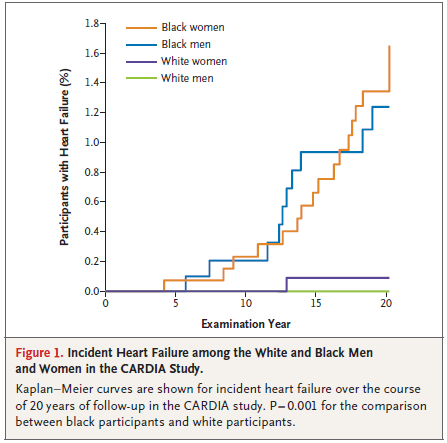 1.8
Black women
Black men
White women
White men
1.6
1.4
1.2
1.0
0.8
0.6
0.4
0.2
0.0
Participants with Heart Failure (%)
0 5 10 15 20
Examination Year
Figure 1. Incident Heart Failure among the White and Black Men
and Women in the CARDIA Study.
Kaplan–Meier curves are shown for incident heart failure over the course
of 20 years of follow-up in the CARDIA study. P=0.001 for the comparison
between black participants and white participants.